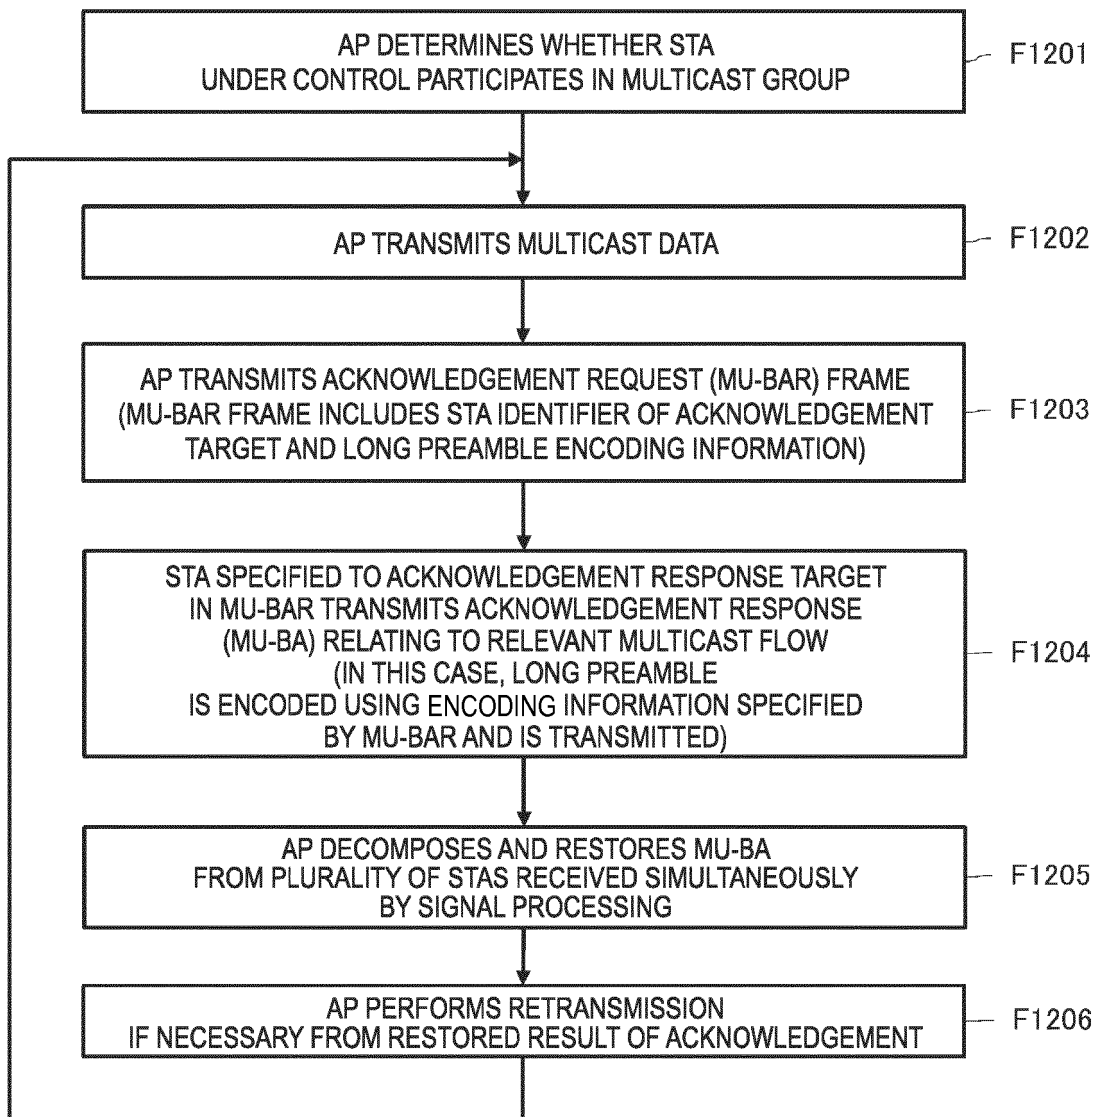 AP DETERMINES WHETHER STA
UNDER CONTROL PARTICIPATES IN MULTICAST GROUP
F1201
AP TRANSMITS MULTICAST DATA
F1202
AP TRANSMITS ACKNOWLEDGEMENT REQUEST (MU-BAR) FRAME
(MU-BAR FRAME INCLUDES STA IDENTIFIER OF ACKNOWLEDGEMENT
TARGET AND LONG PREAMBLE ENCODING INFORMATION)
F1203
STA SPECIFIED TO ACKNOWLEDGEMENT RESPONSE TARGET
IN MU-BAR TRANSMITS ACKNOWLEDGEMENT RESPONSE
(MU-BA) RELATING TO RELEVANT MULTICAST FLOW
(IN THIS CASE, LONG PREAMBLE
IS ENCODED USING ENCODING INFORMATION SPECIFIED
BY MU-BAR AND IS TRANSMITTED)
F1204
AP DECOMPOSES AND RESTORES MU-BA
FROM PLURALITY OF STAS RECEIVED SIMULTANEOUSLY
BY SIGNAL PROCESSING
F1205
AP PERFORMS RETRANSMISSION
IF NECESSARY FROM RESTORED RESULT OF ACKNOWLEDGEMENT
F1206